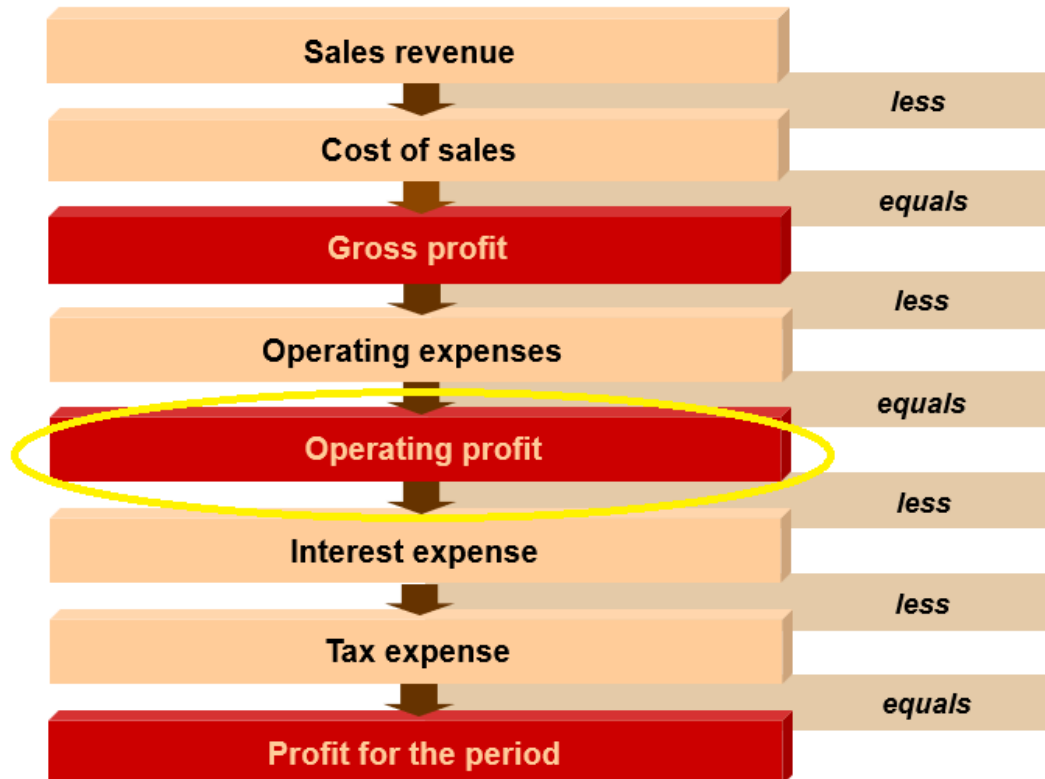 Sales revenue
less
Cost of sales
equals
Gross profit
less
Operating expenses
equals
Operating profit
less
Interest expense
less
Tax expense
equals
Profit for the period